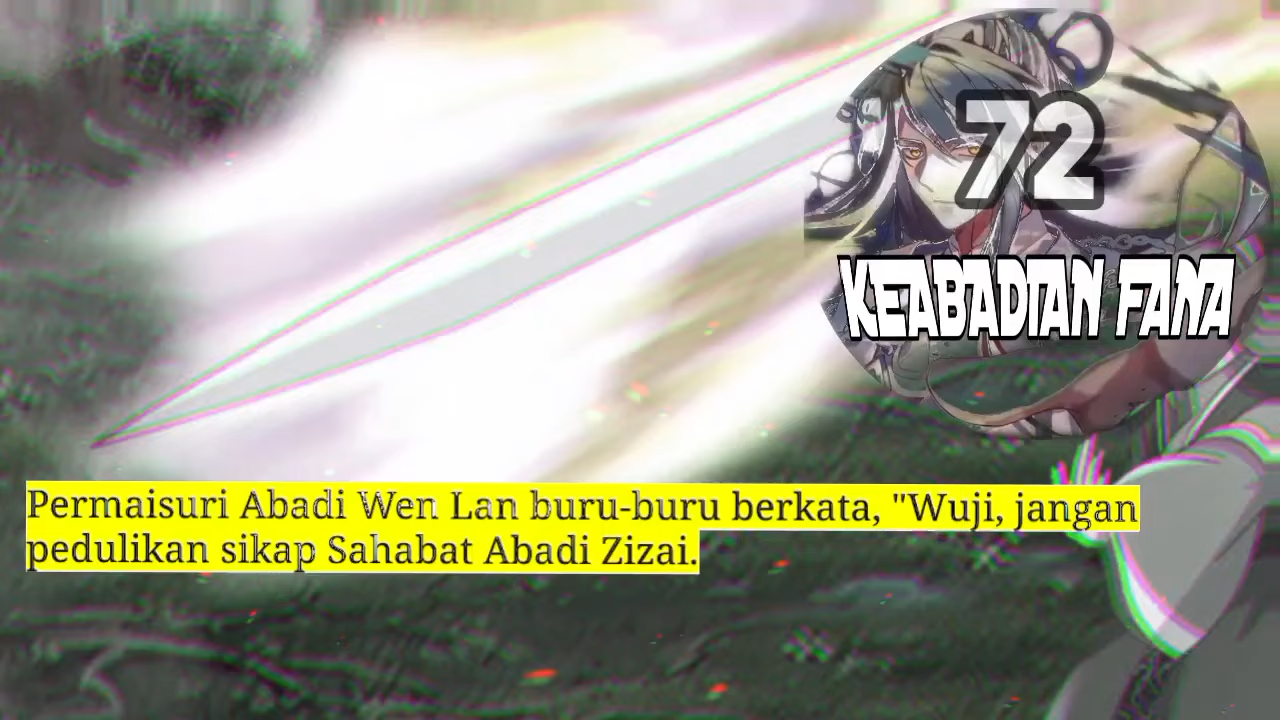 72
KEABADIAN FANA
Permaisuri Abadi Wen Lan buru-buru berkata, "Wuji, jangan
pedulikan sikap Sahabat Abadi Zizai.